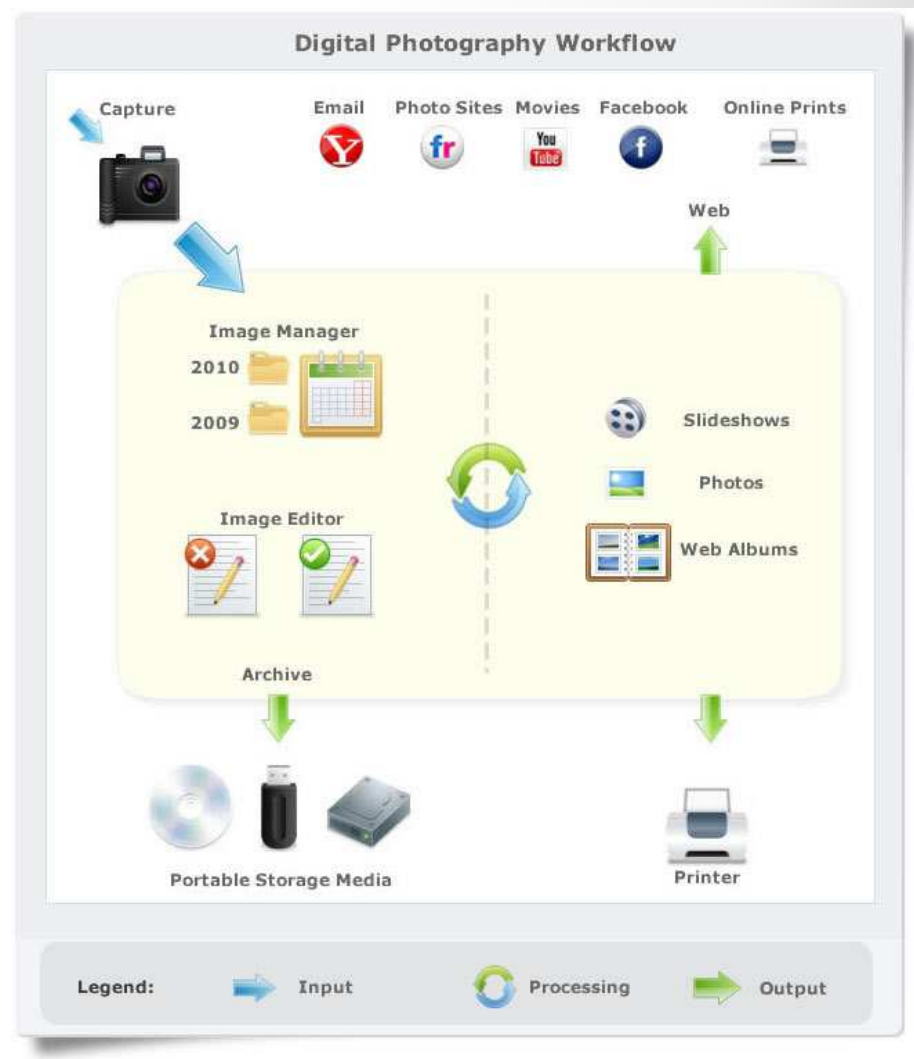 Digital Photography Workflow
Capture
Email Photo Sites Movies Facebook Online Prints
Y fr You Tube f
Web
Image Manager
2010
2009
Slideshows
Photos
Image Editor
Web Albums
Archive
Portable Storage Media
Printer
Legend: Input Processing Output